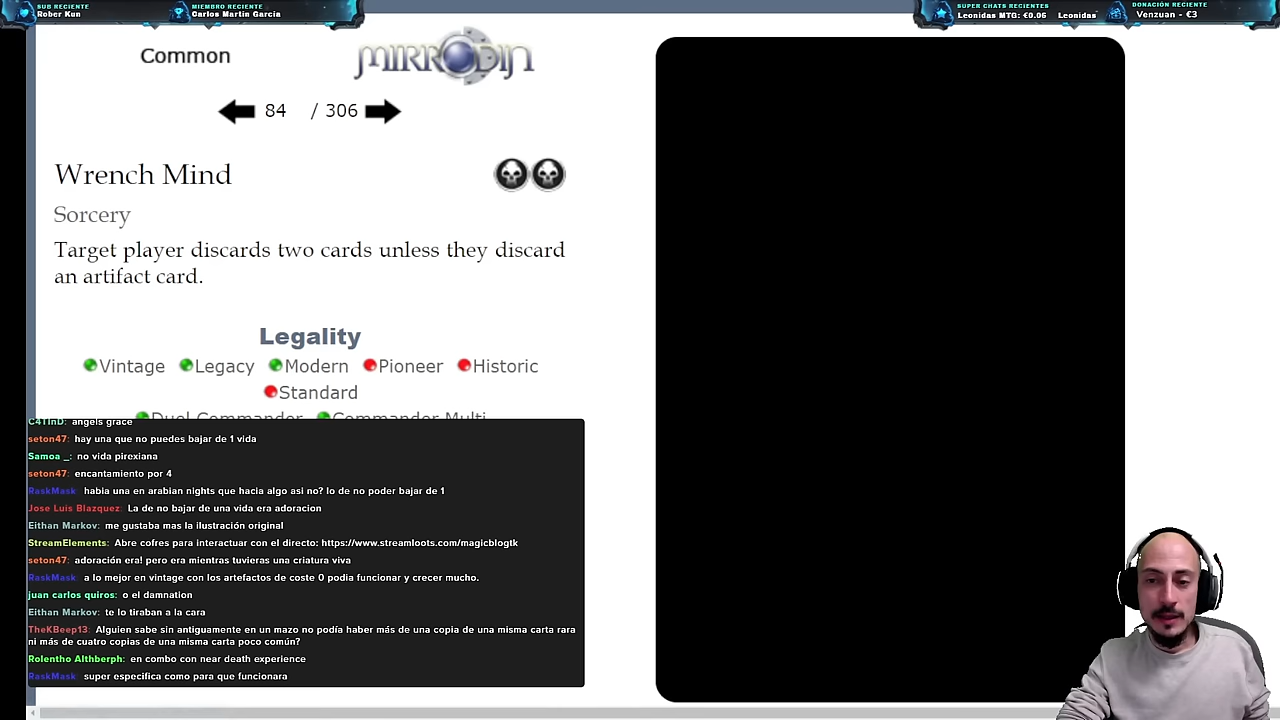 SUB RECIENTE
Rober Kun
MIEMBRO RECIENTE
Carlos Martin Garcia
SUPER CHATS RECIENTES
Leonidas MTG: €0.06 Leonidas
DONACIÓN RECIENTE
Venzuan - €3
Common
MIRRODIN
84 / 306
Wrench Mind
Sorcery
Target player discards two cards unless they discard
an artifact card.
Legality
Vintage Legacy Modern Pioneer Historic
Standard
Duel Commander Commander Multi
C4TInD: angels grace
seton47: hay una que no puedes bajar de 1 vida
Samoa _: no vida pirexiana
seton47: encantamiento por 4
RaskMask: habia una en arabian nights que hacia algo asi no? lo de no poder bajar de 1
Jose Luis Blazquez: La de no bajar de una vida era adoracion
Eithan Markov: me gustaba mas la ilustración original
StreamElements: Abre cofres para interactuar con el directo: https://www.streamloots.com/magicblogtk
seton47: adoración era! pero era mientras tuvieras una criatura viva
RaskMask: a lo mejor en vintage con los artefactos de coste 0 podia funcionar y crecer mucho.
juan carlos quiros: o el damnation
Eithan Markov: te lo tiraban a la cara
TheKBeep13: Alguien sabe sin antiguamente en un mazo no podía haber más de una copia de una misma carta rara
ni más de cuatro copias de una misma carta poco común?
Rolentho Althberph: en combo con near death experience
RaskMask: super especifica como para que funcionara